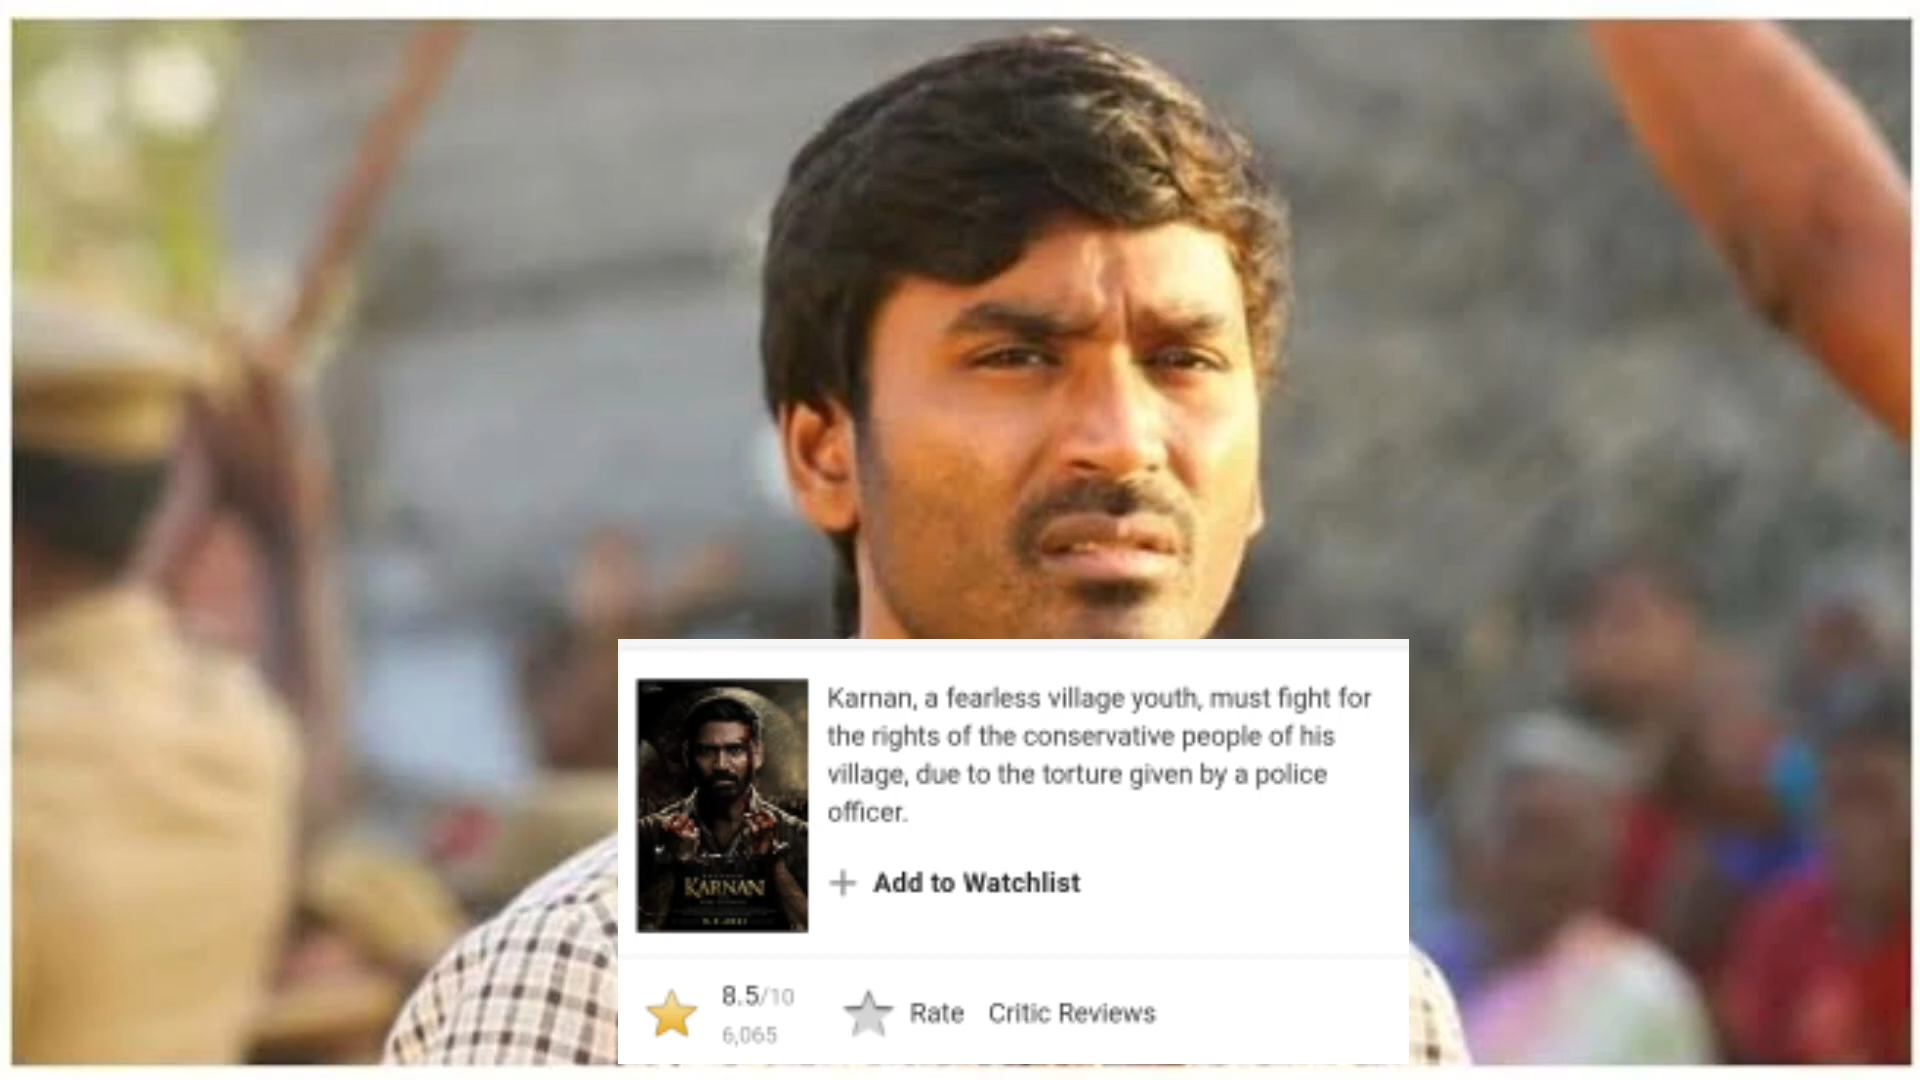 Karnan, a fearless village youth, must fight for
the rights of the conservative people of his
village, due to the torture given by a police
officer.
KARNAN
+ Add to Watchlist
8.5/10
6,065
Rate Critic Reviews